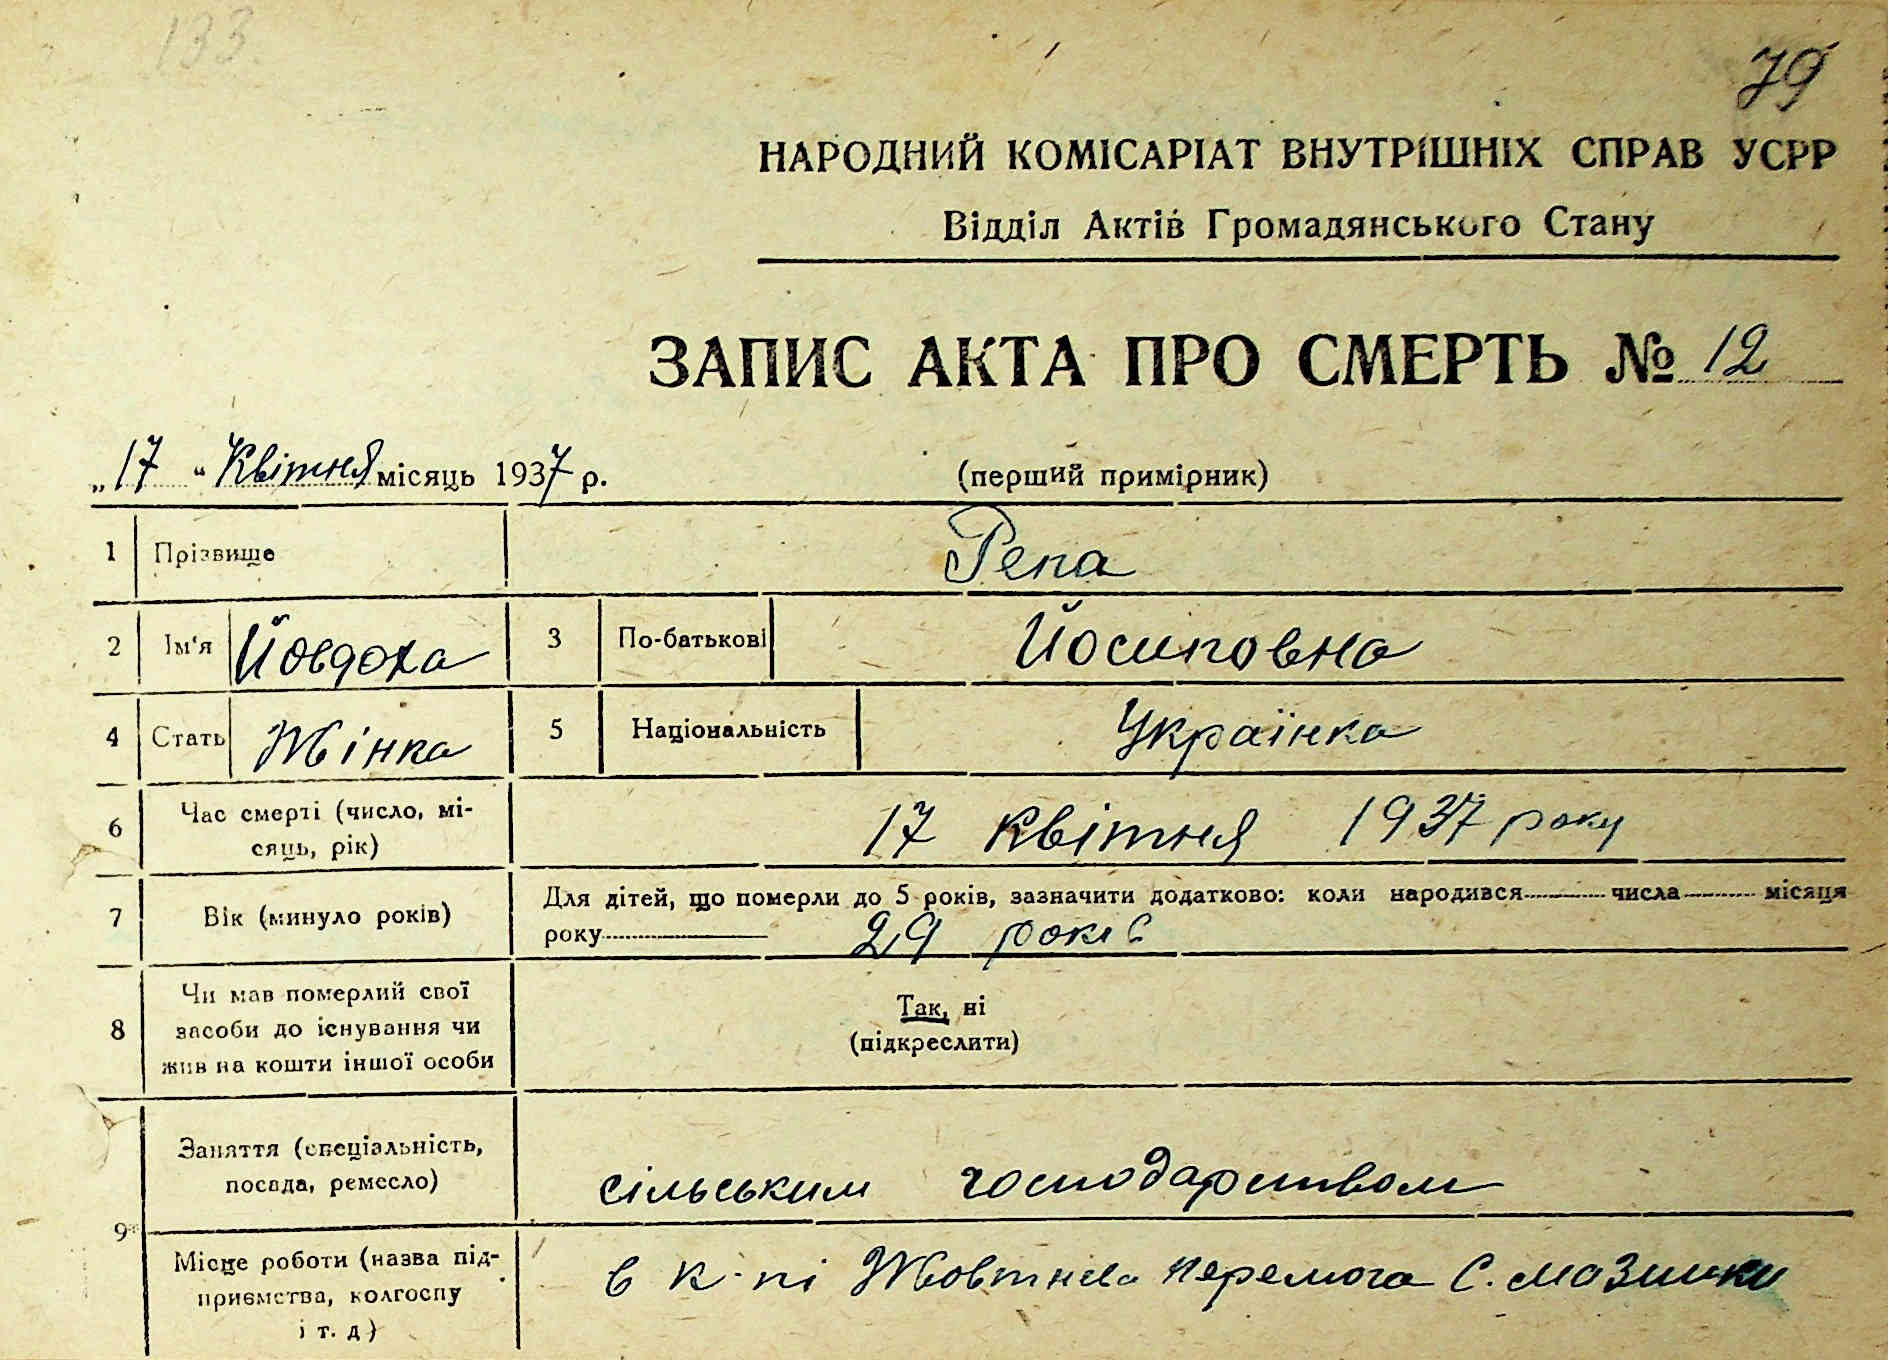 133
79
НАРОДНИЙ КОМІСАРІАТ ВНУТРІШНІХ СПРАВ УСРР
Відділ Актів Громадянського Стану
ЗАПИС АКТА ПРО СМЕРТЬ № 12
„17“ Квітня місяць 1937 р.
(перший примірник)
1 Прізвище Репа
2 Ім'я Йовдоха 3 По-батькові Йосиповна
4 Стать Жінка 5 Національність Українка
6 Час смерті (число, мі-
сяць, рік) 17 Квітня 1937 року
7 Вік (минуло років) Для дітей, що померли до 5 років, зазначити додатково: коли народився числа місяця
року 29 років
8 Чи мав померлий свої
засоби до існування чи
жив на кошти іншої особи
Так, ні
(підкреслити)
9 Заняття (спеціальність,
посада, ремесло) сільським господарством
Місце роботи (назва під-
приємства, колгоспу
і т. д) в к-пі Жовтнева перемога С. Мазинки